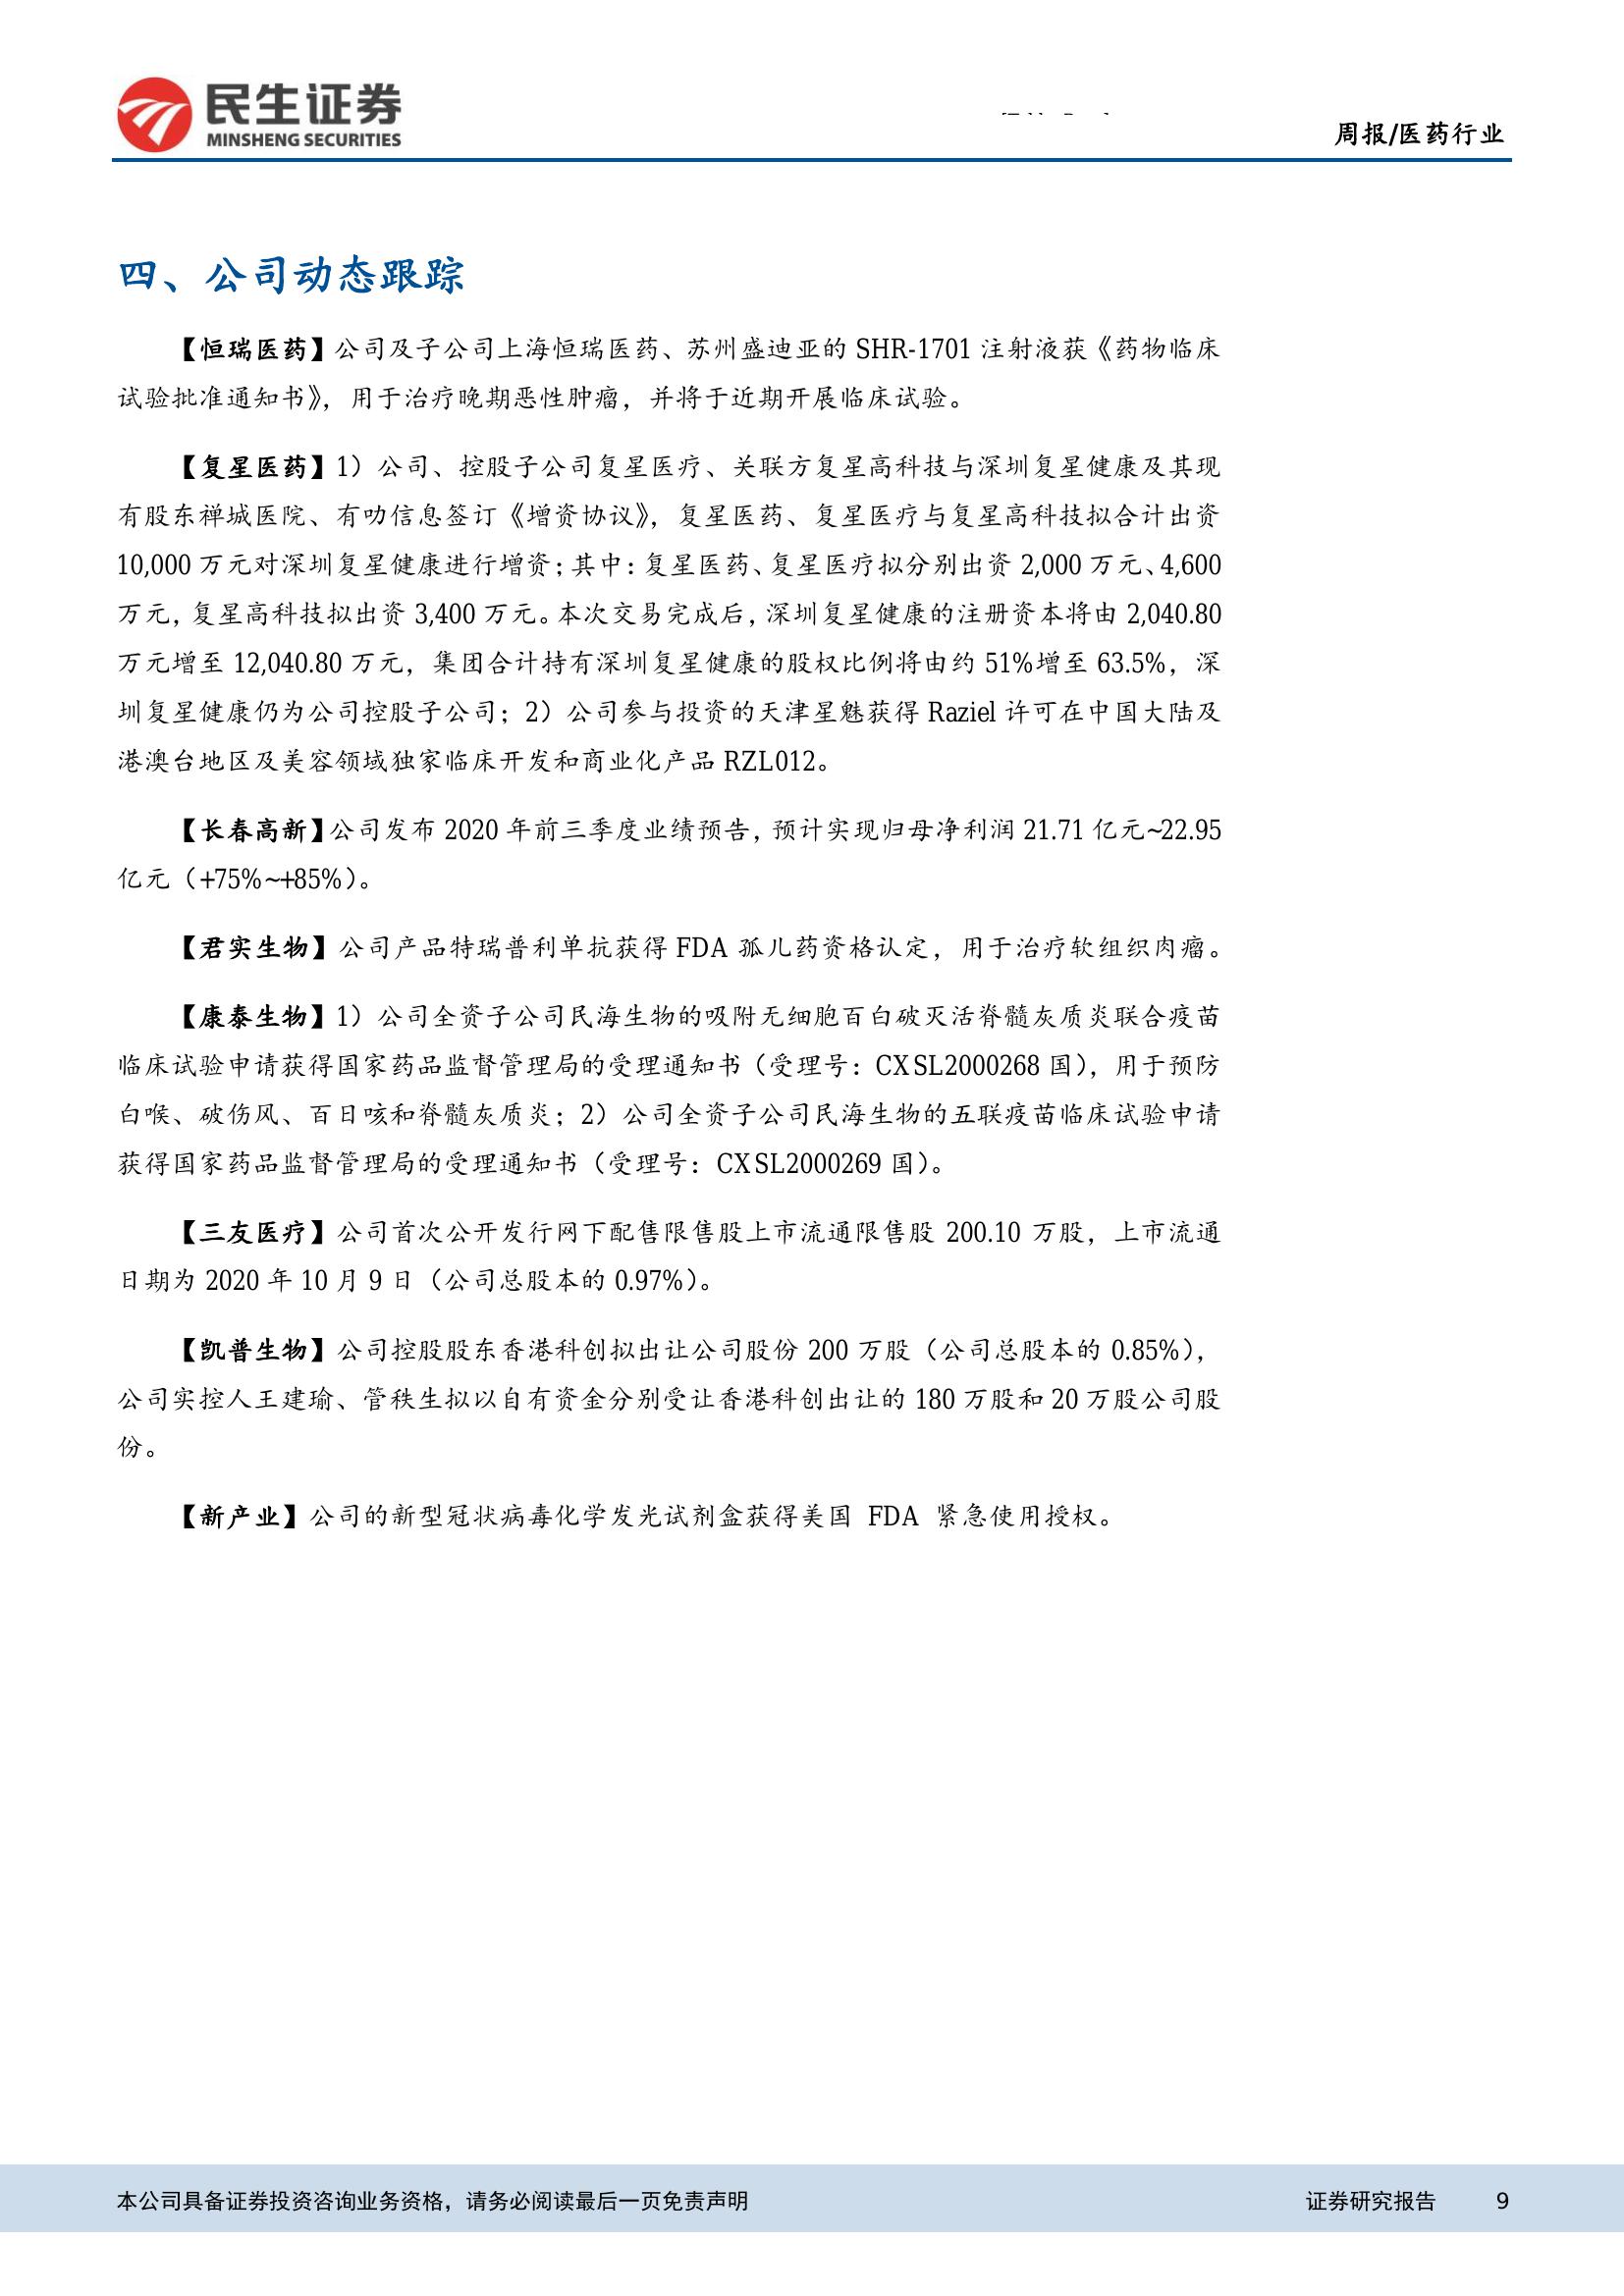 民生证券
MINSHENG SECURITIES
周报/医药行业
四、公司动态跟踪
【恒瑞医药】公司及子公司上海恒瑞医药、苏州盛迪亚的 SHR-1701 注射液获《药物临床
试验批准通知书》，用于治疗晚期恶性肿瘤，并将于近期开展临床试验。
【复星医药】1）公司、控股子公司复星医疗、关联方复星高科技与深圳复星健康及其现
有股东禅城医院、有叻信息签订《增资协议》，复星医药、复星医疗与复星高科技拟合计出资
10,000 万元对深圳复星健康进行增资；其中：复星医药、复星医疗拟分别出资 2,000 万元、4,600
万元，复星高科技拟出资 3,400 万元。本次交易完成后，深圳复星健康的注册资本将由 2,040.80
万元增至 12,040.80 万元，集团合计持有深圳复星健康的股权比例将由约 51%增至 63.5%，深
圳复星健康仍为公司控股子公司；2）公司参与投资的天津星魅获得 Raziel 许可在中国大陆及
港澳台地区及美容领域独家临床开发和商业化产品 RZL012。
【长春高新】公司发布 2020 年前三季度业绩预告，预计实现归母净利润 21.71 亿元~22.95
亿元（+75%~+85%）。
【君实生物】公司产品特瑞普利单抗获得 FDA 孤儿药资格认定，用于治疗软组织肉瘤。
【康泰生物】1）公司全资子公司民海生物的吸附无细胞百白破灭活脊髓灰质炎联合疫苗
临床试验申请获得国家药品监督管理局的受理通知书（受理号：CXSL2000268 国），用于预防
白喉、破伤风、百日咳和脊髓灰质炎；2）公司全资子公司民海生物的五联疫苗临床试验申请
获得国家药品监督管理局的受理通知书（受理号：CXSL2000269 国）。
【三友医疗】公司首次公开发行网下配售限售股上市流通限售股 200.10 万股，上市流通
日期为 2020 年 10 月 9 日（公司总股本的 0.97%）。
【凯普生物】公司控股股东香港科创拟出让公司股份 200 万股（公司总股本的 0.85%），
公司实控人王建瑜、管秩生拟以自有资金分别受让香港科创出让的 180 万股和 20 万股公司股
份。
【新产业】公司的新型冠状病毒化学发光试剂盒获得美国 FDA 紧急使用授权。
本公司具备证券投资咨询业务资格，请务必阅读最后一页免责声明
证券研究报告 9